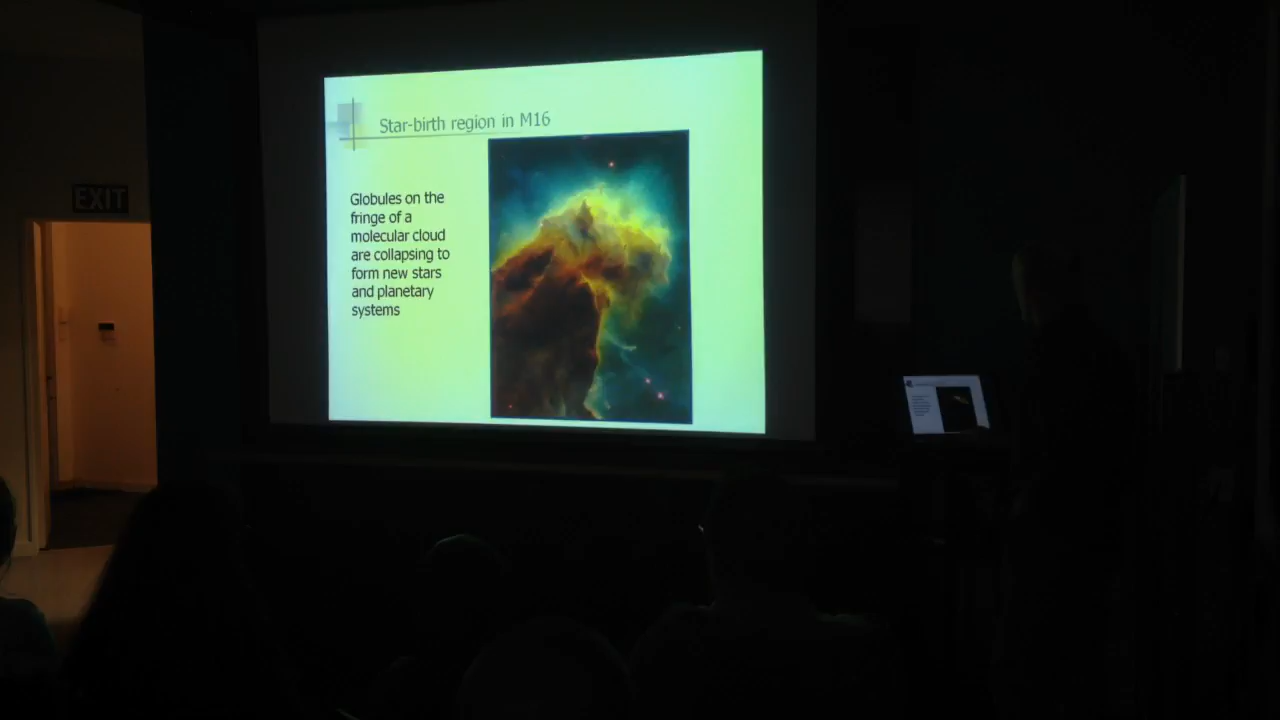 EXIT
Star-birth region in M16
Globules on the
fringe of a
molecular cloud
are collapsing to
form new stars
and planetary
systems